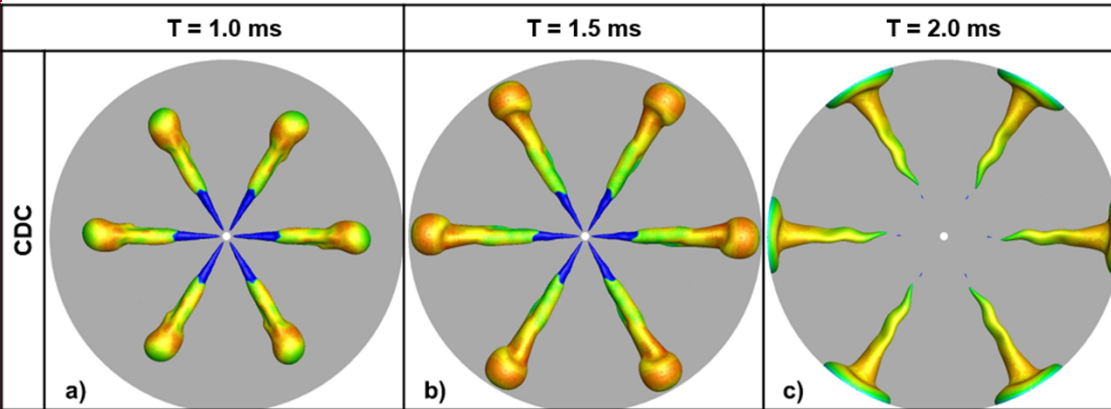 T = 1.0 ms
T = 1.5 ms
T = 2.0 ms
CDC
a)
b)
c)